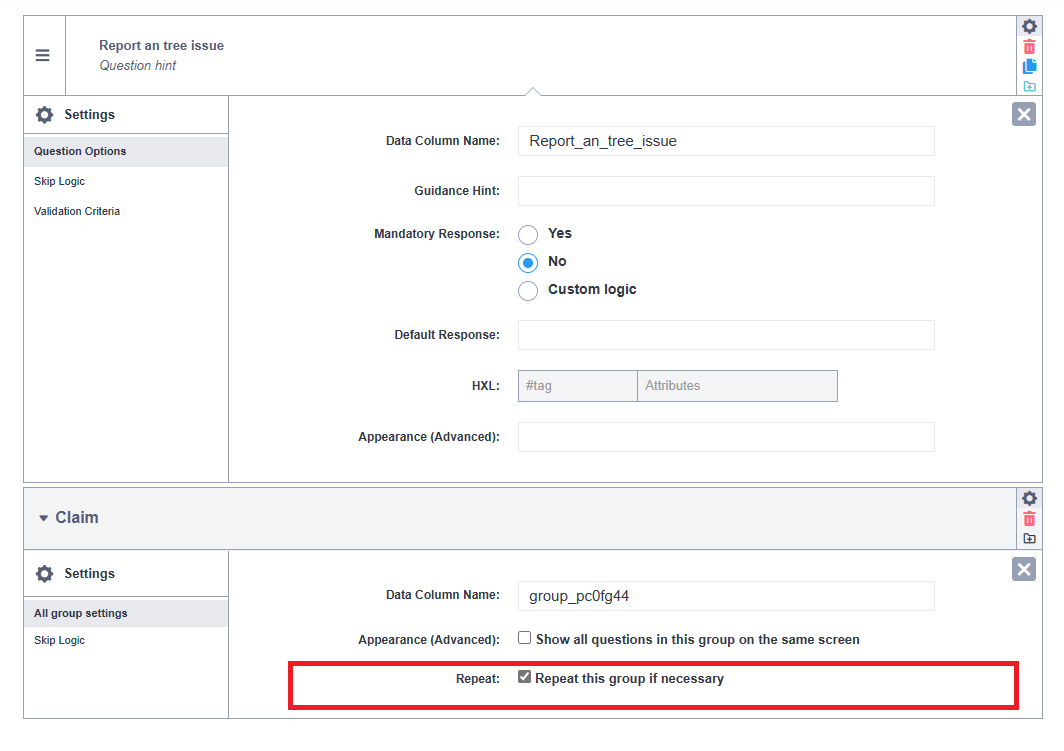 Report an tree issue
Question hint
Settings
Question Options
Skip Logic
Validation Criteria
Data Column Name: Report_an_tree_issue
Guidance Hint:
Mandatory Response: Yes
No
Custom logic
Default Response:
HXL: #tag Attributes
Appearance (Advanced):
Claim
Settings
All group settings
Skip Logic
Data Column Name: group_pc0fg44
Appearance (Advanced): Show all questions in this group on the same screen
Repeat: Repeat this group if necessary